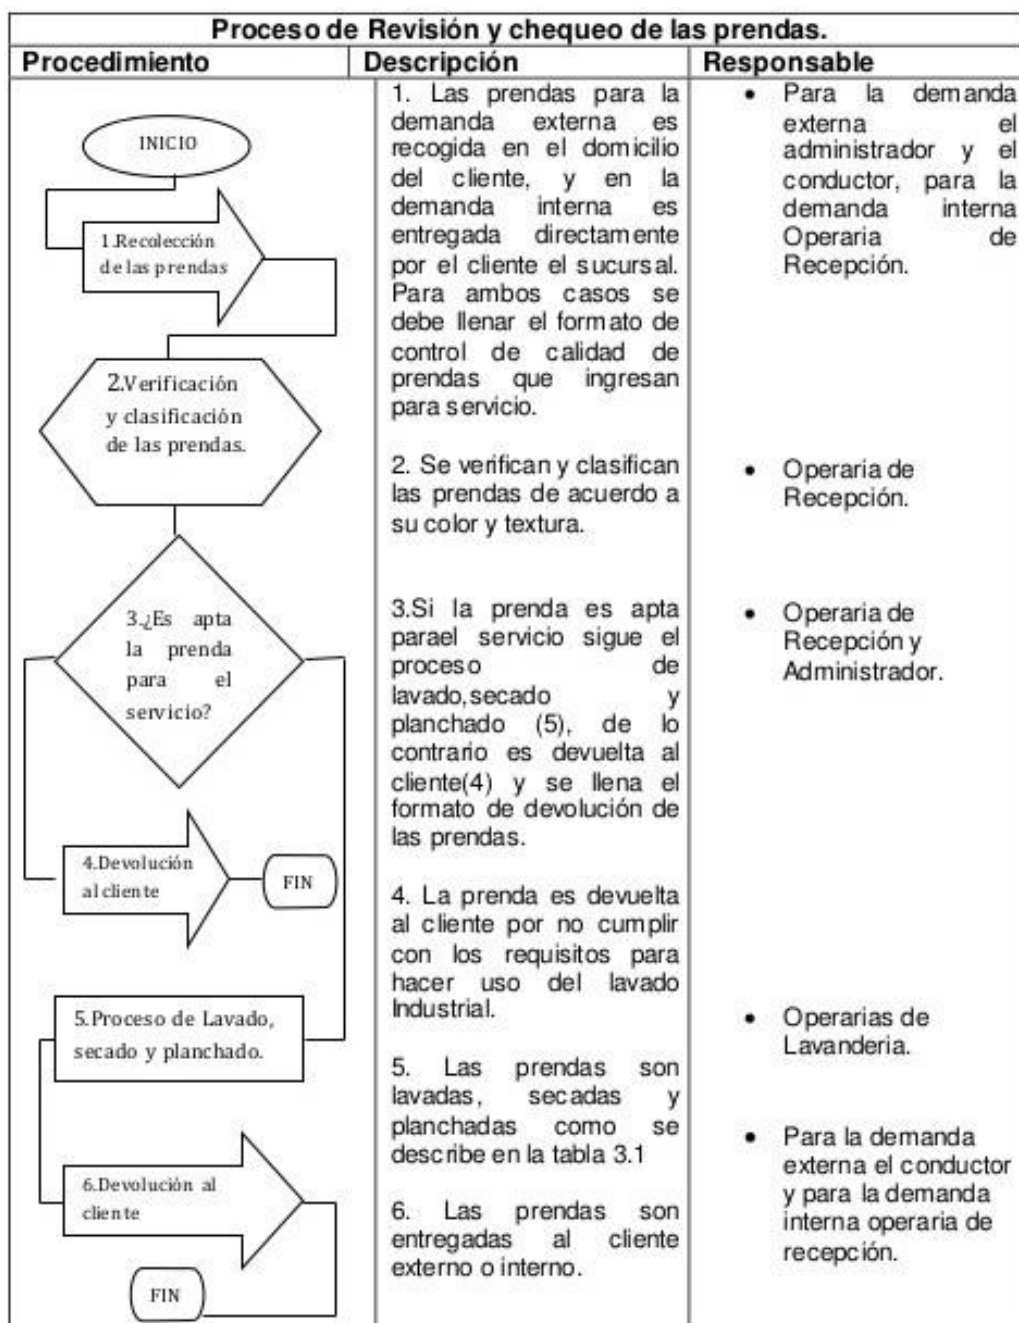 Proceso de Revisión y chequeo de las prendas.
Procedimiento
Descripción
Responsable
INICIO
1.Recolección
de las prendas
2.Verificación
y clasificación
de las prendas.
3.¿Es apta
la prenda
para el
servicio?
4.Devolución
al cliente
FIN
5.Proceso de Lavado,
secado y planchado.
6.Devolución al
cliente
FIN
1. Las prendas para la
demanda externa es
recogida en el domicilio
del cliente, y en la
demanda interna es
entregada directamente
por el cliente el sucursal.
Para ambos casos se
debe llenar el formato de
control de calidad de
prendas que ingresan
para servicio.
2. Se verifican y clasifican
las prendas de acuerdo a
su color y textura.
3.Si la prenda es apta
parael servicio sigue el
proceso de
lavado,secado y
planchado (5), de lo
contrario es devuelta al
cliente(4) y se llena el
formato de devolución de
las prendas.
4. La prenda es devuelta
al cliente por no cumplir
con los requisitos para
hacer uso del lavado
Industrial.
5. Las prendas son
lavadas, secadas y
planchadas como se
describe en la tabla 3.1
6. Las prendas son
entregadas al cliente
externo o interno.
• Para la demanda
externa el
administrador y el
conductor, para la
demanda interna
Operaria de
Recepción.
• Operaria de
Recepción.
• Operaria de
Recepción y
Administrador.
• Operarias de
Lavanderia.
• Para la demanda
externa el conductor
y para la demanda
interna operaria de
recepción.